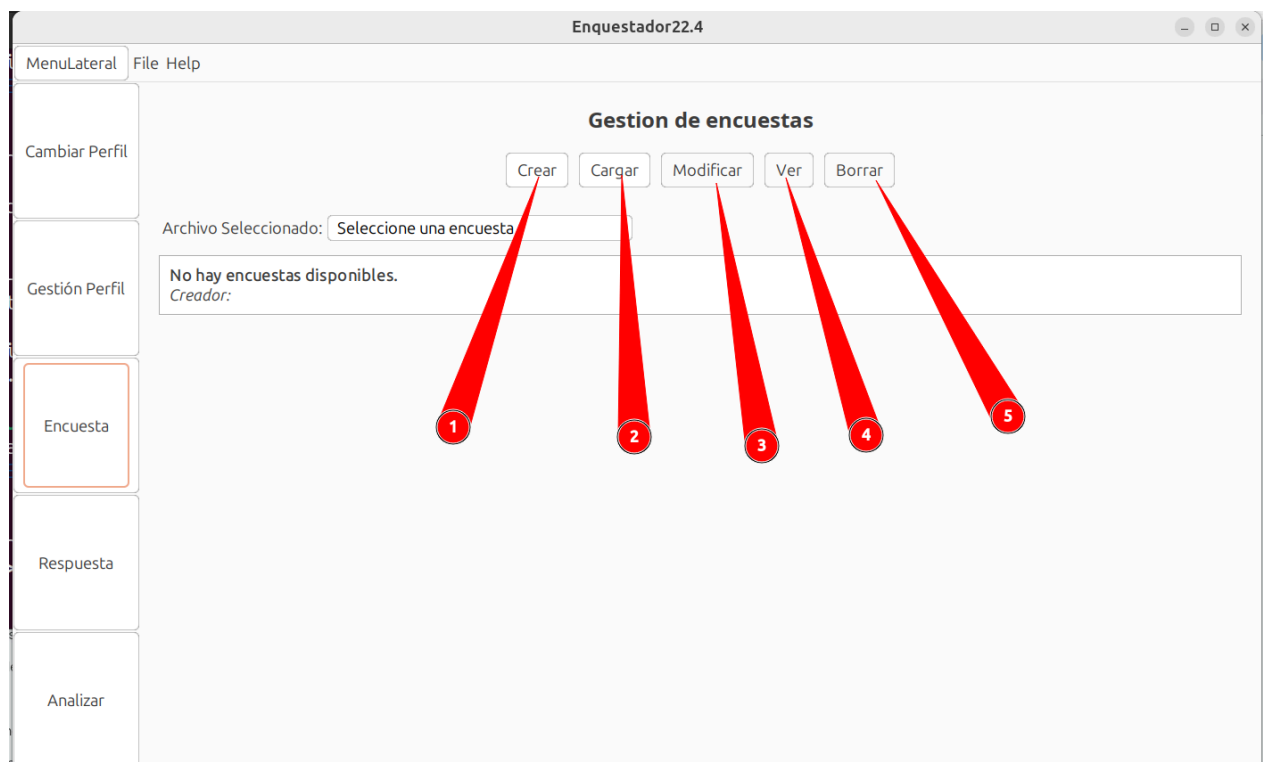 Enquestador22.4
MenuLateral File Help
Cambiar Perfil
Gestión Perfil
Encuesta
Respuesta
Analizar
Gestion de encuestas
Crear Cargar Modificar Ver Borrar
Archivo Seleccionado: Seleccione una encuesta
No hay encuestas disponibles.
Creador:
1 2 3 4 5